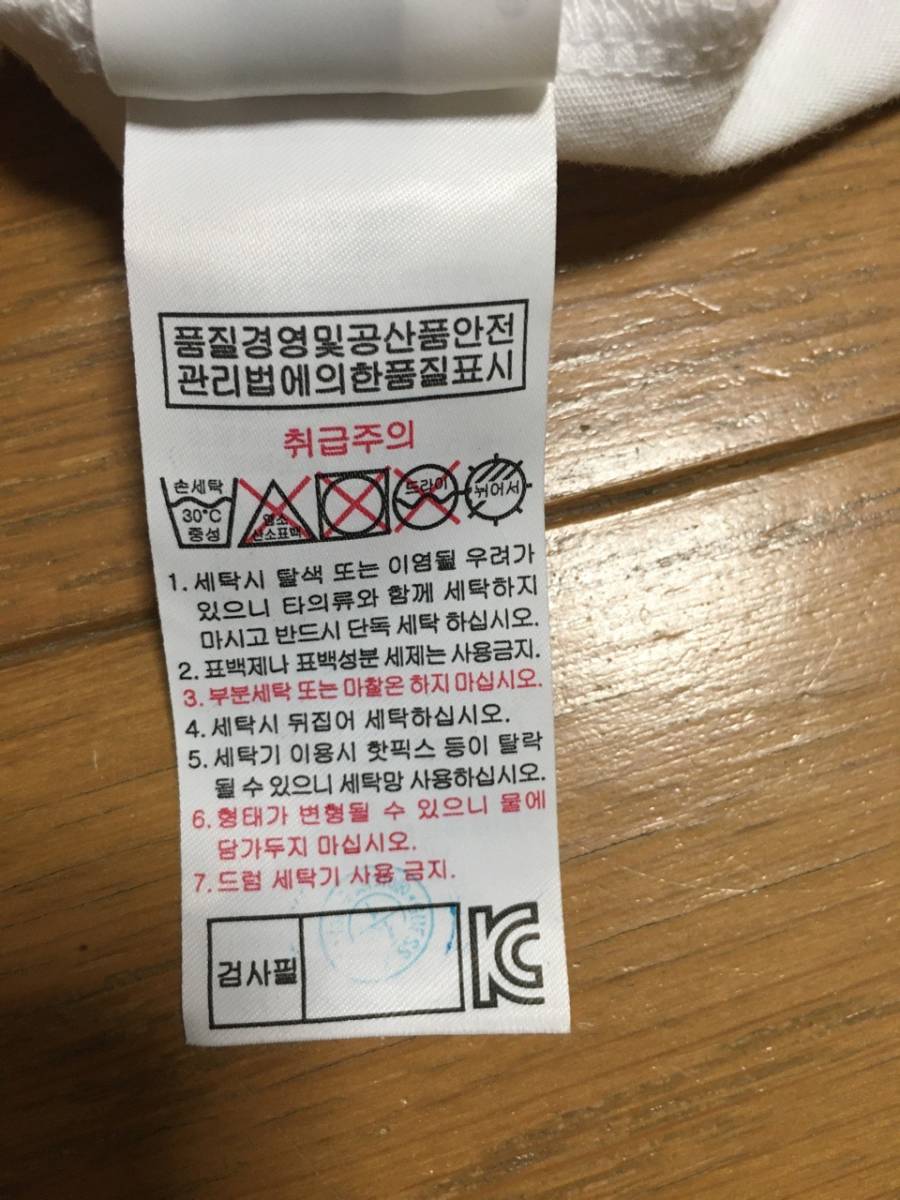 품질경영및공산품안전
관리법에의한품질표시
취급주의
손세탁
30°C
중성
염소
산소표백
드라이
뉘어서
1. 세탁시 탈색 또는 이염될 우려가
있으니 타의류와 함께 세탁하지
마시고 반드시 단독 세탁 하십시오.
2. 표백제나 표백성분 세제는 사용금지.
3. 부분세탁 또는 마찰은 하지 마십시오.
4. 세탁시 뒤집어 세탁하십시오.
5. 세탁기 이용시 핫픽스 등이 탈락
될 수 있으니 세탁망 사용하십시오.
6. 형태가 변형될 수 있으니 물에
담가두지 마십시오.
7. 드럼 세탁기 사용 금지.
검사필
KC